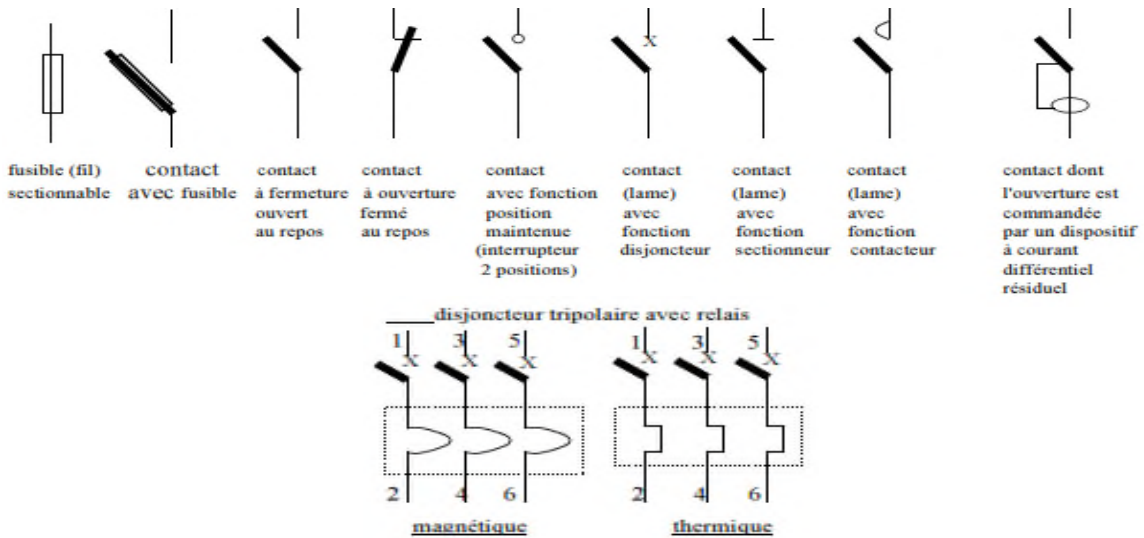 x
fusible (fil)
sectionnable
contact
avec fusible
contact
à fermeture
ouvert
au repos
contact
à ouverture
fermé
au repos
contact
avec fonction
position
maintenue
(interrupteur
2 positions)
contact
(lame)
avec
fonction
disjoncteur
contact
(lame)
avec
fonction
sectionneur
contact
(lame)
avec
fonction
contacteur
contact dont
l'ouverture est
commandée
par un dispositif
à courant
différentiel
résiduel
disjoncteur tripolaire avec relais
1 3 5
x x x
2 4 6
magnétique
1 3 5
x x x
2 4 6
thermique